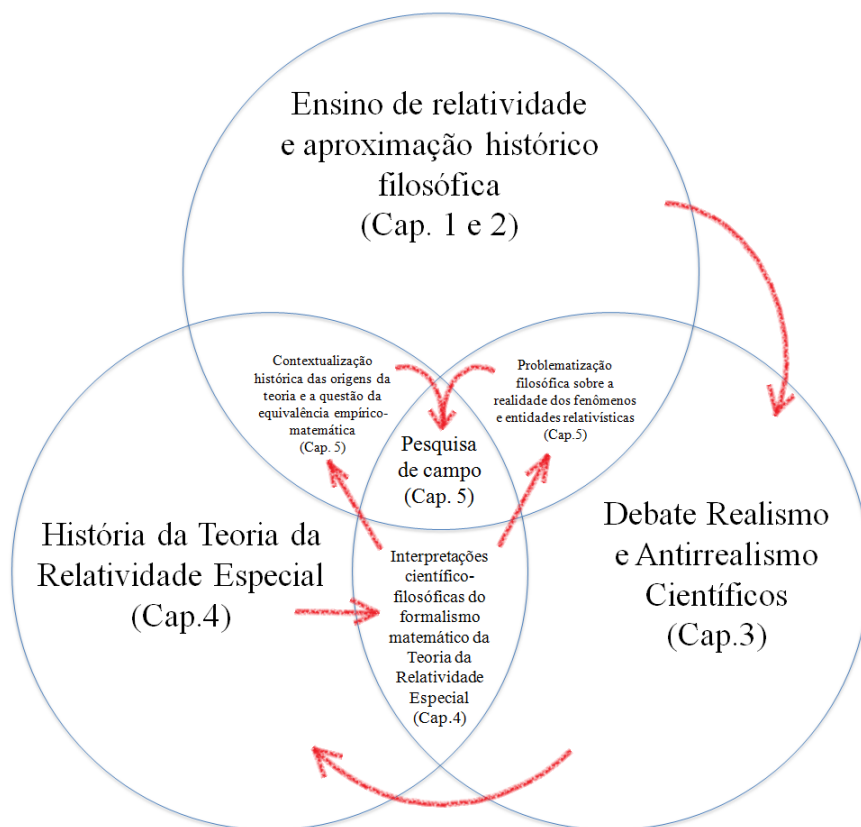 Ensino de relatividade
e aproximação histórico
filosófica
(Cap. 1 e 2)
Contextualização
histórica das origens da
teoria e a questão da
equivalência empírico-
matemática
(Cap. 5)
Problematização
filosófica sobre a
realidade dos fenômenos
e entidades relativísticas
(Cap.5)
Pesquisa
de campo
(Cap. 5)
História da Teoria da
Relatividade Especial
(Cap.4)
Interpretações
científico-
filosóficas do
formalismo
matemático da
Teoria da
Relatividade
Especial
(Cap.4)
Debate Realismo
e Antirrealismo
Científicos
(Cap.3)